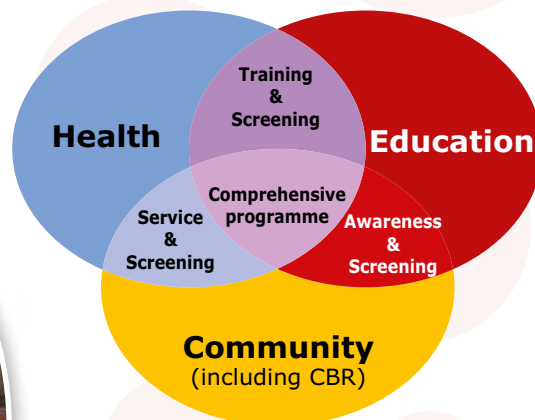 Training
&
Screening
Health
Education
Comprehensive
programme
Service
&
Screening
Awareness
&
Screening
Community
(including CBR)